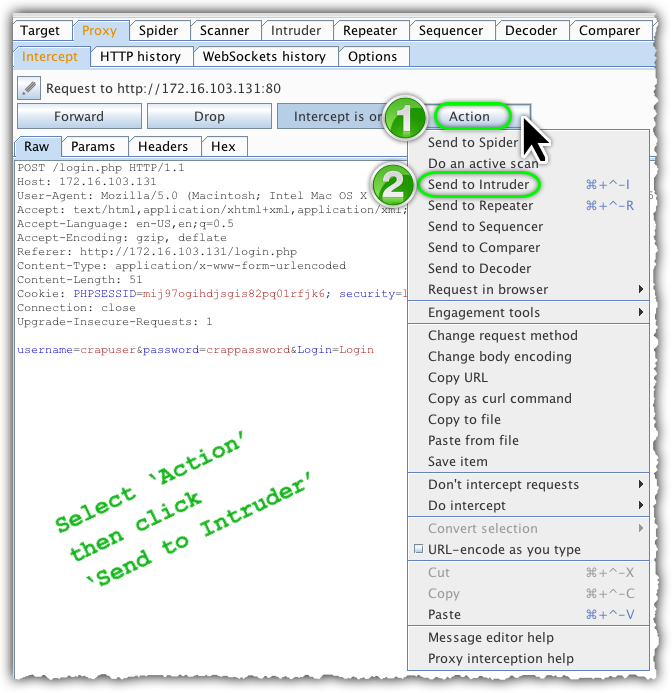 Target Proxy Spider Scanner Intruder Repeater Sequencer Decoder Comparer
Intercept HTTP history WebSockets history Options
Request to http://172.16.103.131:80
Forward Drop Intercept is on 1 Action
Raw Params Headers Hex
POST /login.php HTTP/1.1
Host: 172.16.103.131
User-Agent: Mozilla/5.0 (Macintosh; Intel Mac OS X
Accept: text/html,application/xhtml+xml,application/xml;
Accept-Language: en-US,en;q=0.5
Accept-Encoding: gzip, deflate
Referer: http://172.16.103.131/login.php
Content-Type: application/x-www-form-urlencoded
Content-Length: 51
Cookie: PHPSESSID=mij97ogihdjsgis82pq01rfjk6; security=l
Connection: close
Upgrade-Insecure-Requests: 1
username=crapuser&password=crappassword&Login=Login
Send to Spider
Do an active scan
2 Send to Intruder ⌘+^-I
Send to Repeater ⌘+^-R
Send to Sequencer
Send to Comparer
Send to Decoder
Request in browser
Engagement tools
Change request method
Change body encoding
Copy URL
Copy as curl command
Copy to file
Paste from file
Save item
Don't intercept requests
Do intercept
Convert selection
URL-encode as you type
Cut ⌘+^-X
Copy ⌘+^-C
Paste ⌘+^-V
Message editor help
Proxy interception help
Select 'Action'
then click
'Send to Intruder'